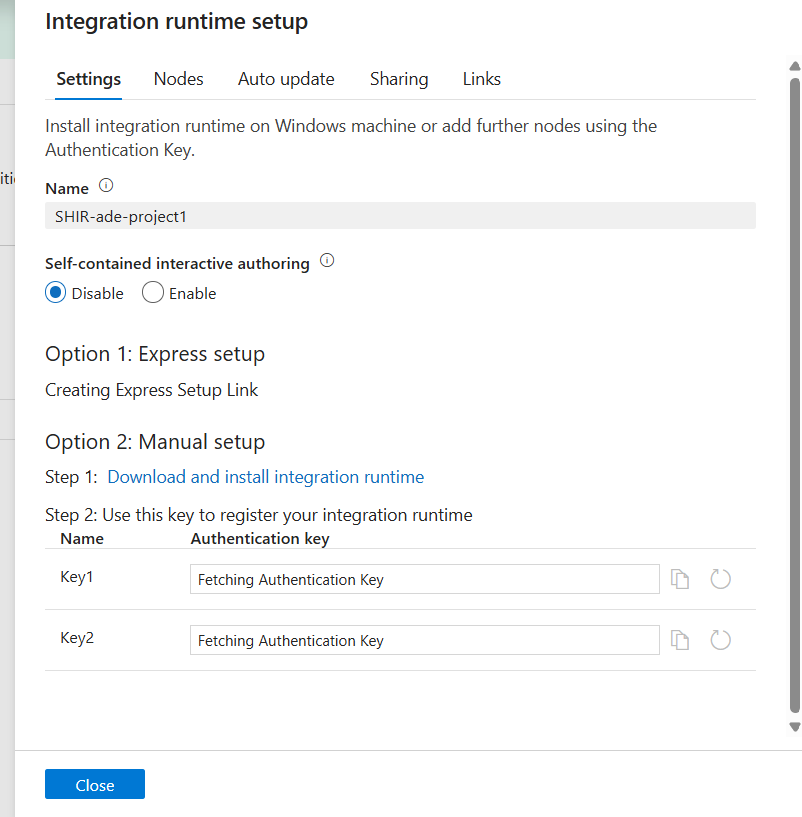 Integration runtime setup
Settings Nodes Auto update Sharing Links
Install integration runtime on Windows machine or add further nodes using the
Authentication Key.
Name
SHIR-ade-project1
Self-contained interactive authoring
Disable Enable
Option 1: Express setup
Creating Express Setup Link
Option 2: Manual setup
Step 1: Download and install integration runtime
Step 2: Use this key to register your integration runtime
Name Authentication key
Key1 Fetching Authentication Key
Key2 Fetching Authentication Key
Close